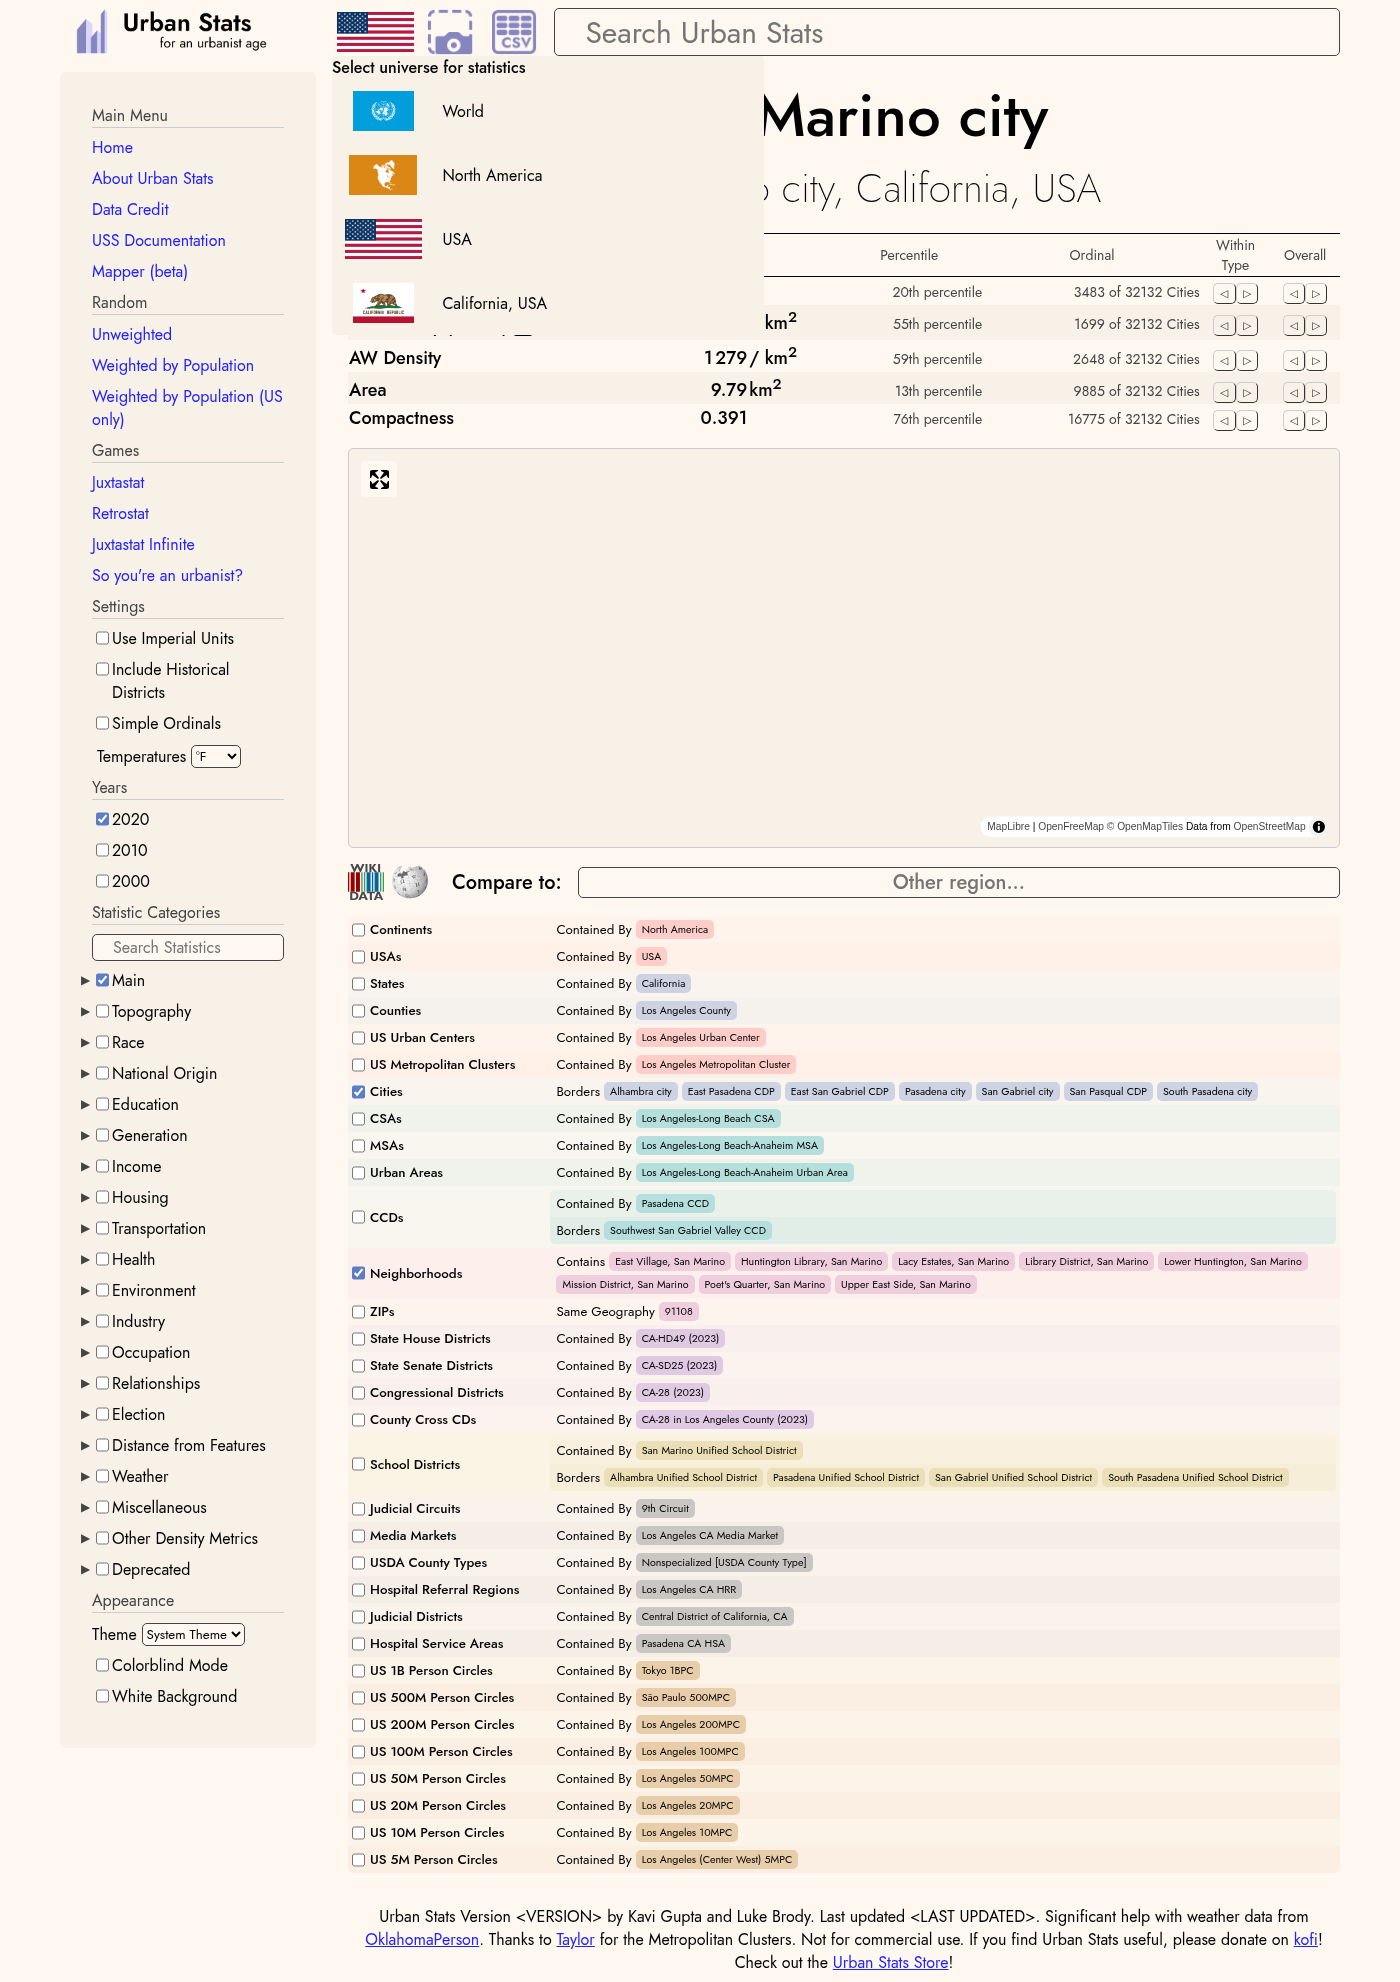 Urban Stats
for an urbanist age
CSV
Search Urban Stats
Select universe for statistics
World
North America
USA
California, USA
Marino city
city, California, USA
Main Menu
Home
About Urban Stats
Data Credit
USS Documentation
Mapper (beta)
Random
Unweighted
Weighted by Population
Weighted by Population (US
only)
Games
Juxtastat
Retrostat
Juxtastat Infinite
So you're an urbanist?
Settings
Use Imperial Units
Include Historical
Districts
Simple Ordinals
Temperatures °F
Years
2020
2010
2000
Statistic Categories
Search Statistics
Main
Topography
Race
National Origin
Education
Generation
Income
Housing
Transportation
Health
Environment
Industry
Occupation
Relationships
Election
Distance from Features
Weather
Miscellaneous
Other Density Metrics
Deprecated
Appearance
Theme System Theme
Colorblind Mode
White Background
Percentile Ordinal Within Type Overall
20th percentile 3483 of 32132 Cities ◁ ▷ ◁ ▷
km² 55th percentile 1699 of 32132 Cities ◁ ▷ ◁ ▷
AW Density 1 279 / km² 59th percentile 2648 of 32132 Cities ◁ ▷ ◁ ▷
Area 9.79 km² 13th percentile 9885 of 32132 Cities ◁ ▷ ◁ ▷
Compactness 0.391 76th percentile 16775 of 32132 Cities ◁ ▷ ◁ ▷
MapLibre | OpenFreeMap © OpenMapTiles Data from OpenStreetMap
WIKI
DATA
Compare to: Other region...
Continents Contained By North America
USAs Contained By USA
States Contained By California
Counties Contained By Los Angeles County
US Urban Centers Contained By Los Angeles Urban Center
US Metropolitan Clusters Contained By Los Angeles Metropolitan Cluster
Cities Borders Alhambra city East Pasadena CDP East San Gabriel CDP Pasadena city San Gabriel city San Pasqual CDP South Pasadena city
CSAs Contained By Los Angeles-Long Beach CSA
MSAs Contained By Los Angeles-Long Beach-Anaheim MSA
Urban Areas Contained By Los Angeles-Long Beach-Anaheim Urban Area
CCDs Contained By Pasadena CCD
Borders Southwest San Gabriel Valley CCD
Neighborhoods Contains East Village, San Marino Huntington Library, San Marino Lacy Estates, San Marino Library District, San Marino Lower Huntington, San Marino
Mission District, San Marino Poet's Quarter, San Marino Upper East Side, San Marino
ZIPs Same Geography 91108
State House Districts Contained By CA-HD49 (2023)
State Senate Districts Contained By CA-SD25 (2023)
Congressional Districts Contained By CA-28 (2023)
County Cross CDs Contained By CA-28 in Los Angeles County (2023)
School Districts Contained By San Marino Unified School District
Borders Alhambra Unified School District Pasadena Unified School District San Gabriel Unified School District South Pasadena Unified School District
Judicial Circuits Contained By 9th Circuit
Media Markets Contained By Los Angeles CA Media Market
USDA County Types Contained By Nonspecialized [USDA County Type]
Hospital Referral Regions Contained By Los Angeles CA HRR
Judicial Districts Contained By Central District of California, CA
Hospital Service Areas Contained By Pasadena CA HSA
US 1B Person Circles Contained By Tokyo 1BPC
US 500M Person Circles Contained By São Paulo 500MPC
US 200M Person Circles Contained By Los Angeles 200MPC
US 100M Person Circles Contained By Los Angeles 100MPC
US 50M Person Circles Contained By Los Angeles 50MPC
US 20M Person Circles Contained By Los Angeles 20MPC
US 10M Person Circles Contained By Los Angeles 10MPC
US 5M Person Circles Contained By Los Angeles (Center West) 5MPC
Urban Stats Version <VERSION> by Kavi Gupta and Luke Brody. Last updated <LAST UPDATED>. Significant help with weather data from
OklahomaPerson. Thanks to Taylor for the Metropolitan Clusters. Not for commercial use. If you find Urban Stats useful, please donate on kofi!
Check out the Urban Stats Store!